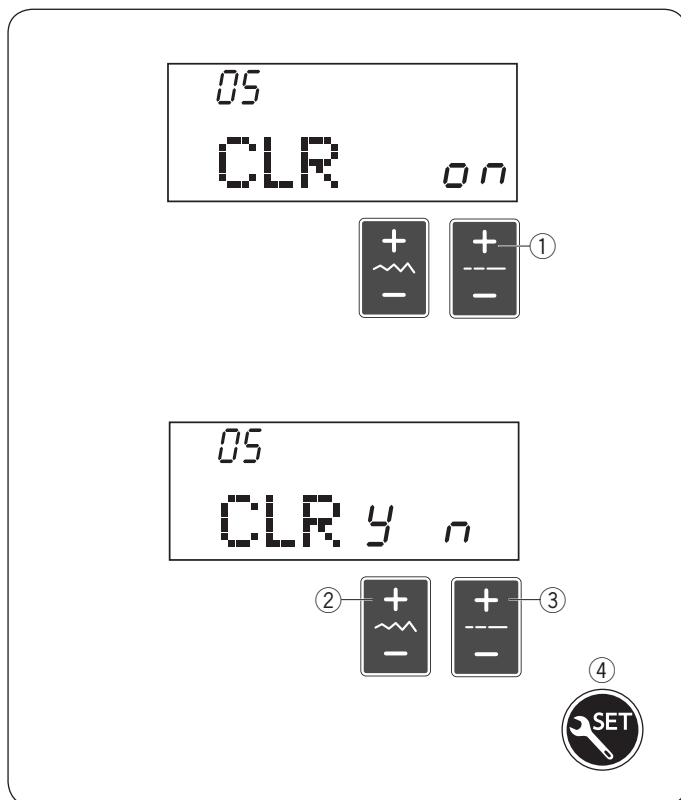 05
CLR on
+ +
- -
①
05
CLR y n
② + + ③
- -
④
SET